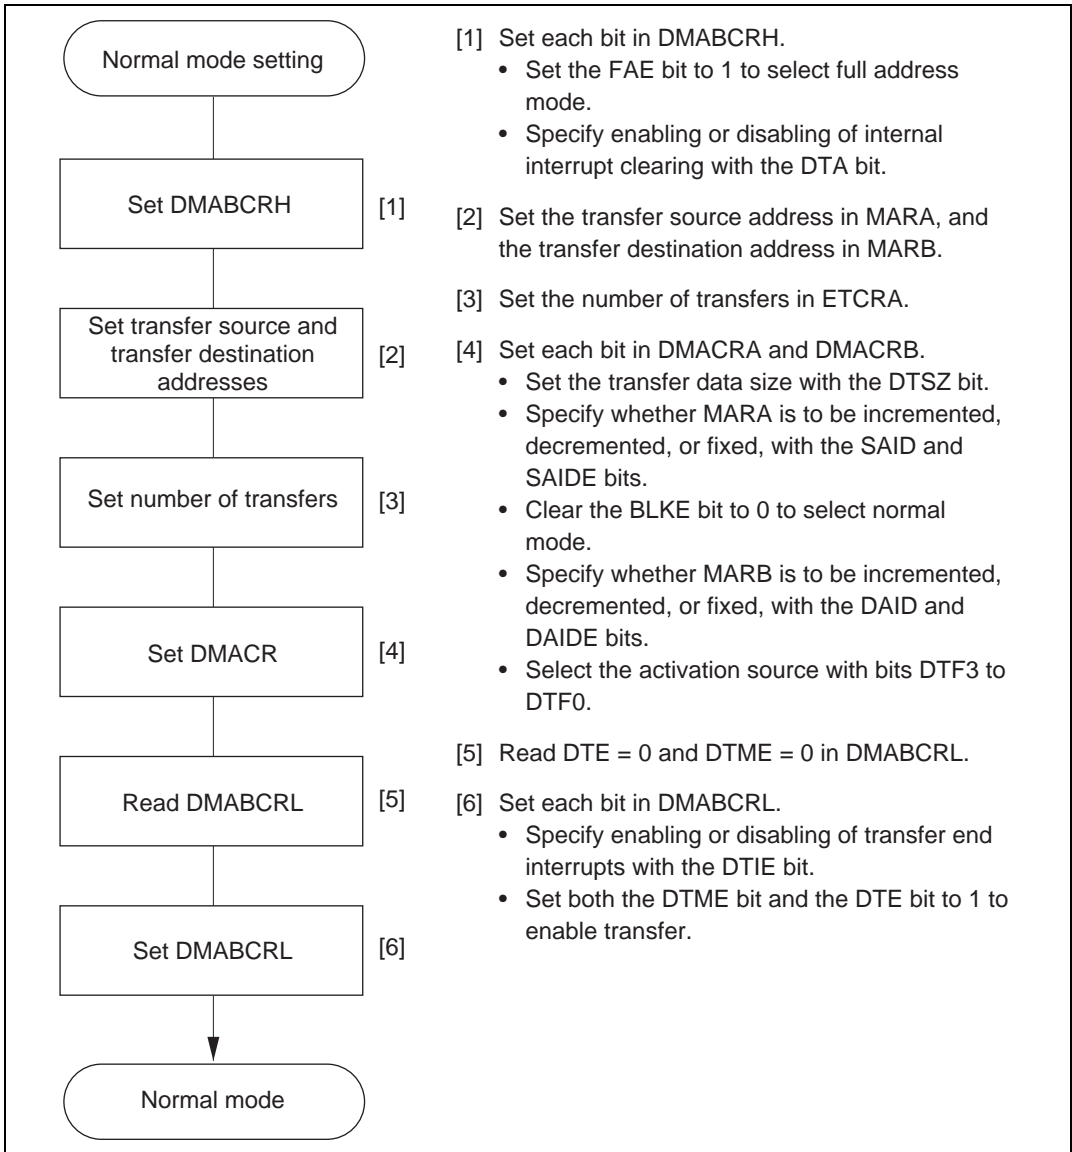 Normal mode setting
Set DMABCRH
[1]
Set transfer source and
transfer destination
addresses
[2]
Set number of transfers
[3]
Set DMACR
[4]
Read DMABCRL
[5]
Set DMABCRL
[6]
Normal mode
[1] Set each bit in DMABCRH.
• Set the FAE bit to 1 to select full address
mode.
• Specify enabling or disabling of internal
interrupt clearing with the DTA bit.
[2] Set the transfer source address in MARA, and
the transfer destination address in MARB.
[3] Set the number of transfers in ETCRA.
[4] Set each bit in DMACRA and DMACRB.
• Set the transfer data size with the DTSZ bit.
• Specify whether MARA is to be incremented,
decremented, or fixed, with the SAID and
SAIDE bits.
• Clear the BLKE bit to 0 to select normal
mode.
• Specify whether MARB is to be incremented,
decremented, or fixed, with the DAID and
DAIDE bits.
• Select the activation source with bits DTF3 to
DTF0.
[5] Read DTE = 0 and DTME = 0 in DMABCRL.
[6] Set each bit in DMABCRL.
• Specify enabling or disabling of transfer end
interrupts with the DTIE bit.
• Set both the DTME bit and the DTE bit to 1 to
enable transfer.